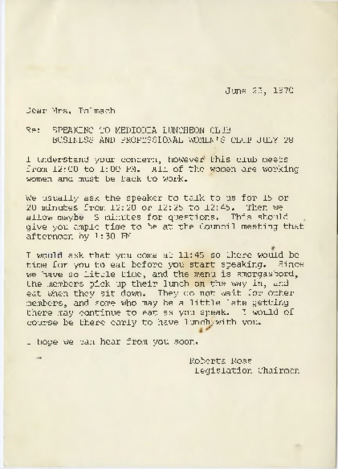 June 23, 1970
Dear Mrs. Tolmach
Re: SPEAKING TO MEDIODIA LUNCHEON CLUB
BUSINESS AND PROFESSIONAL WOMEN'S CLUB JULY 28
I understand your concern, however this club meets
from 12:00 to 1:00 PM. All of the women are working
women and must be back to work.
We usually ask the speaker to talk to us for 15 or
20 minutes from 12:20 or 12:25 to 12:45. Then we
allow maybe 5 minutes for questions. This should
give you ample time to be at the Council meeting that
afternoon by 1:30 PM
I would ask that you come at 11:45 so there would be
time for you to eat before you start speaking. Since
we have so little time, and the menu is smorgasbord,
the members pick up their lunch on the way in, and
eat when they sit down. They do not wait for other
members, and some who may be a little late getting
there may continue to eat as you speak. I would of
course be there early to have lunch with you.
I hope we can hear from you soon.
Roberta Ross
Legislation Chairmen